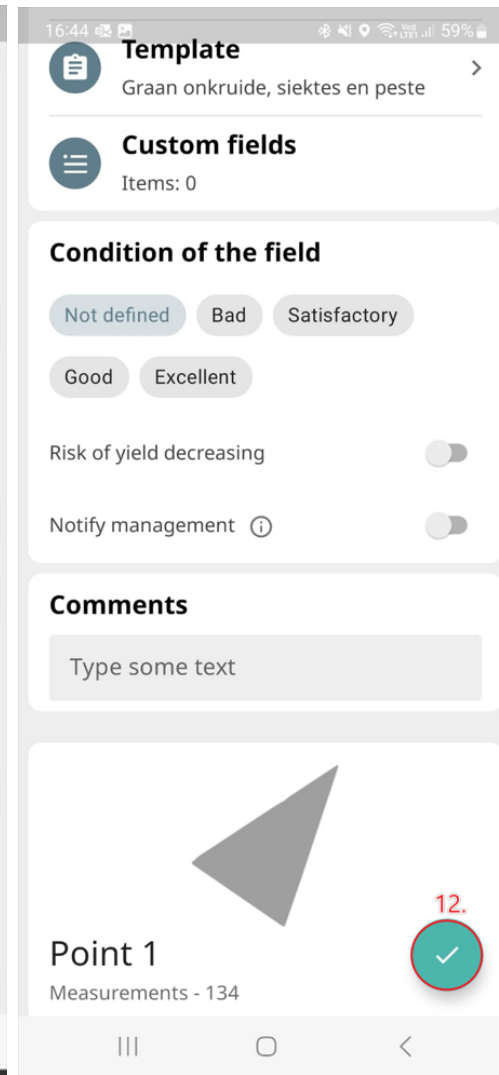 16:44 59%
Template
Graan onkruide, siektes en peste
Custom fields
Items: 0
Condition of the field
Not defined Bad Satisfactory
Good Excellent
Risk of yield decreasing
Notify management
Comments
Type some text
12.
Point 1
Measurements - 134